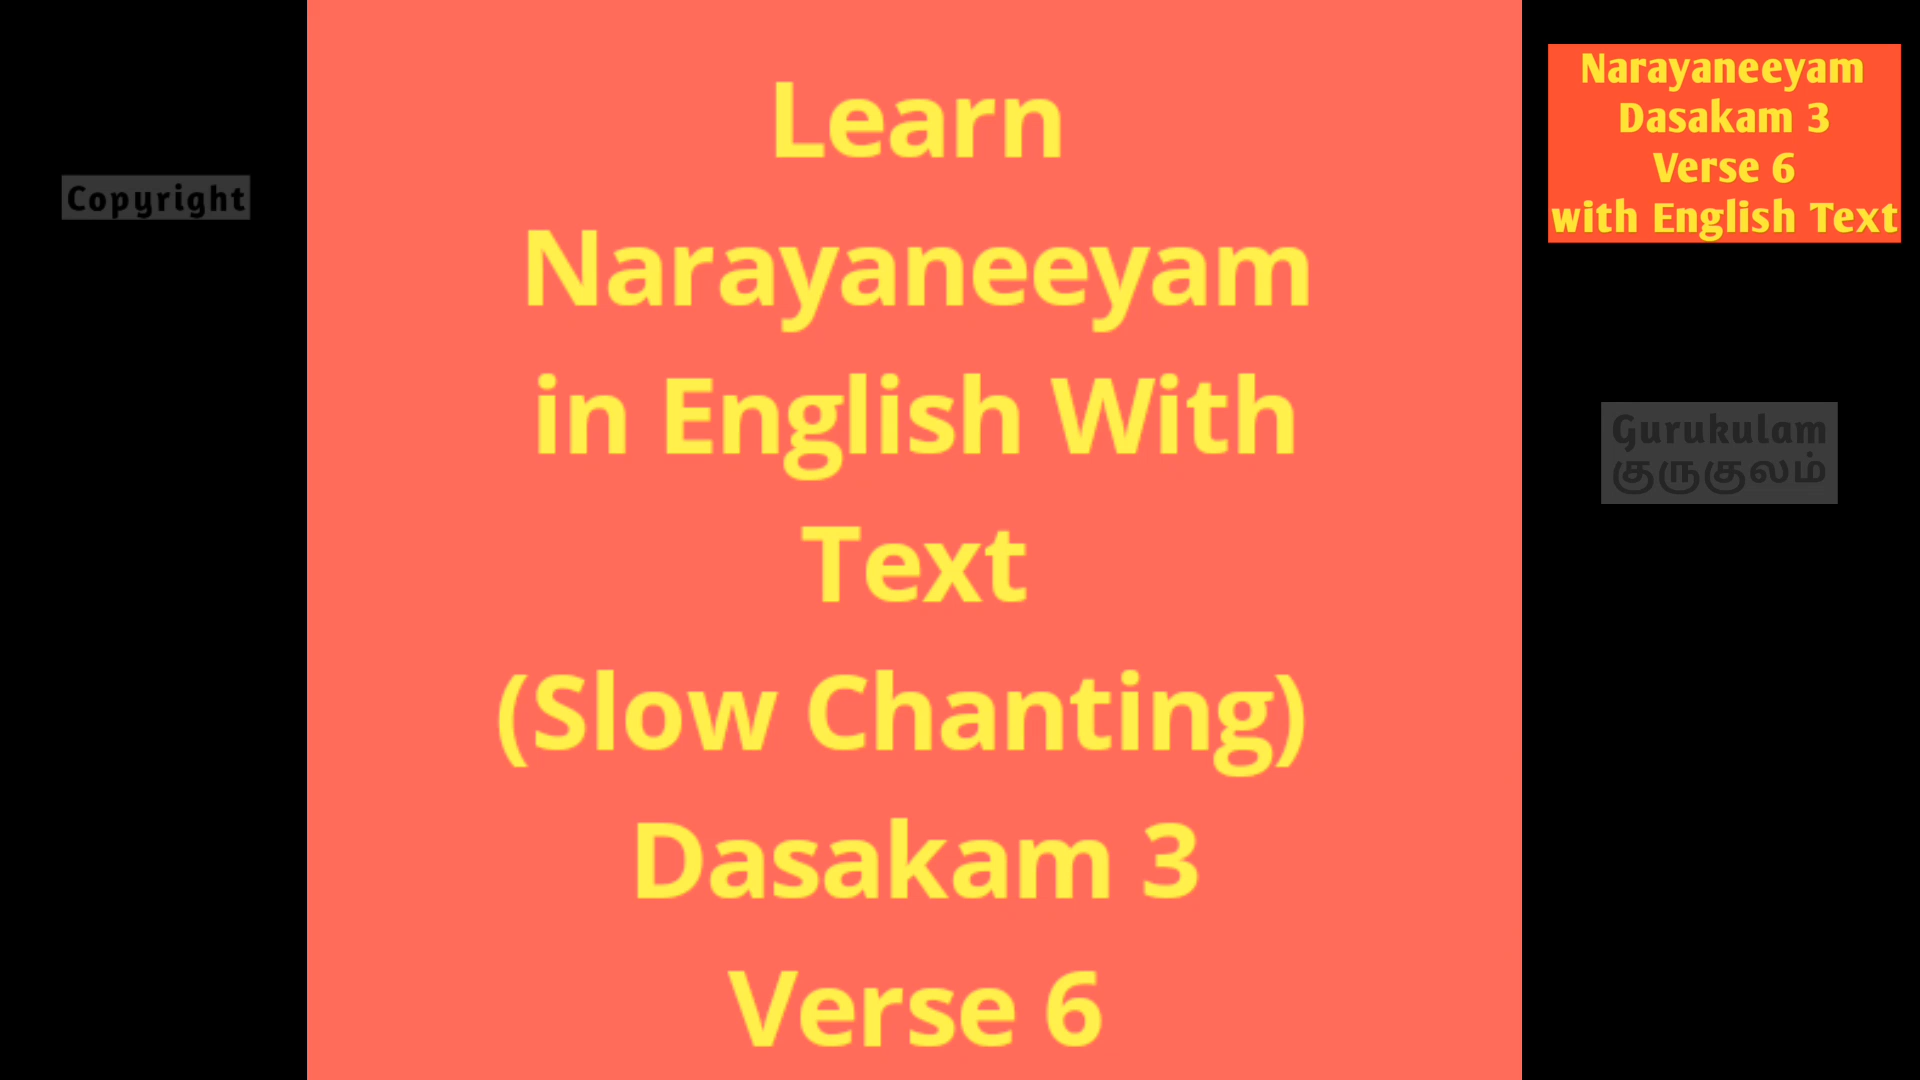 Copyright
Learn
Narayaneeyam
in English With
Text
(Slow Chanting)
Dasakam 3
Verse 6
Narayaneeyam
Dasakam 3
Verse 6
with English Text
Gurukulam
குருகுலம்